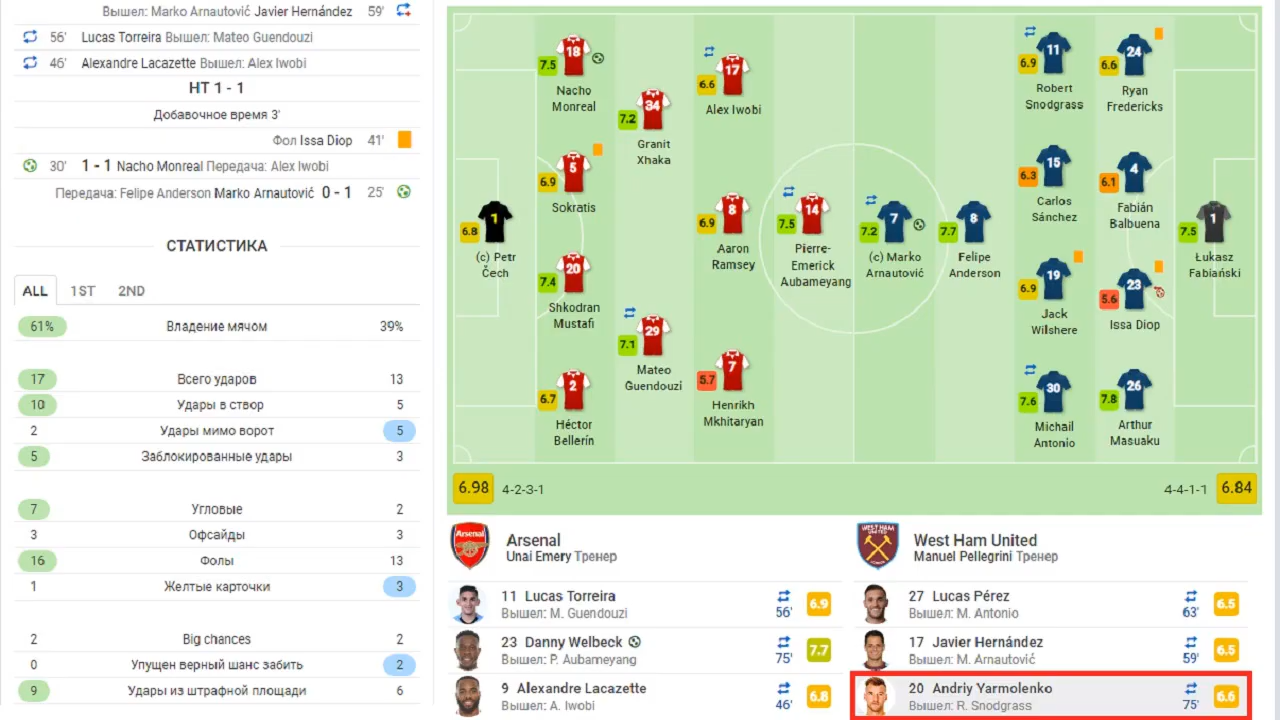 Вышел: Marko Arnautović Javier Hernández 59'
56' Lucas Torreira Вышел: Mateo Guendouzi
46' Alexandre Lacazette Вышел: Alex Iwobi
HT 1 - 1
Добавочное время 3'
Фол Issa Diop 41'
30' 1 - 1 Nacho Monreal Передача: Alex Iwobi
Передача: Felipe Anderson Marko Arnautović 0 - 1 25'
СТАТИСТИКА
ALL 1ST 2ND
61% Владение мячом 39%
17 Всего ударов 13
10 Удары в створ 5
2 Удары мимо ворот 5
5 Заблокированные удары 3
7 Угловые 2
3 Офсайды 3
16 Фолы 13
1 Желтые карточки 3
2 Big chances 2
0 Упущен верный шанс забить 2
9 Удары из штрафной площади 6
1
6.8
(c) Petr
Čech
18
7.5
Nacho
Monreal
5
6.9
Sokratis
20
7.4
Shkodran
Mustafi
2
6.7
Héctor
Bellerín
34
7.2
Granit
Xhaka
29
7.1
Mateo
Guendouzi
17
6.6
Alex Iwobi
8
6.9
Aaron
Ramsey
7
5.7
Henrikh
Mkhitaryan
14
7.5
Pierre-
Emerick
Aubameyang
7
7.2
(c) Marko
Arnautović
8
7.7
Felipe
Anderson
11
6.9
Robert
Snodgrass
15
6.3
Carlos
Sánchez
19
6.9
Jack
Wilshere
30
7.6
Michail
Antonio
24
6.6
Ryan
Fredericks
4
6.1
Fabián
Balbuena
23
5.6
Issa Diop
26
7.8
Arthur
Masuaku
1
7.5
Łukasz
Fabiański
6.98 4-2-3-1
4-4-1-1 6.84
Arsenal
Arsenal
Unai Emery Тренер
11 Lucas Torreira
Вышел: M. Guendouzi
56' 6.9
23 Danny Welbeck
Вышел: P. Aubameyang
75' 7.7
9 Alexandre Lacazette
Вышел: A. Iwobi
46' 6.8
WEST HAM
UNITED
West Ham United
Manuel Pellegrini Тренер
27 Lucas Pérez
Вышел: M. Antonio
63' 6.5
17 Javier Hernández
Вышел: M. Arnautović
59' 6.5
20 Andriy Yarmolenko
Вышел: R. Snodgrass
75' 6.6